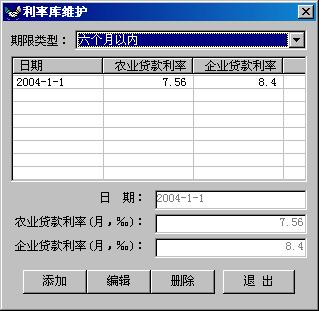 利率库维护
期限类型： 六个月以内
日期 农业贷款利率 企业贷款利率
2004-1-1 7.56 8.4
日 期： 2004-1-1
农业贷款利率(月，‰)： 7.56
企业贷款利率(月，‰)： 8.4
添加 编辑 删除 退 出